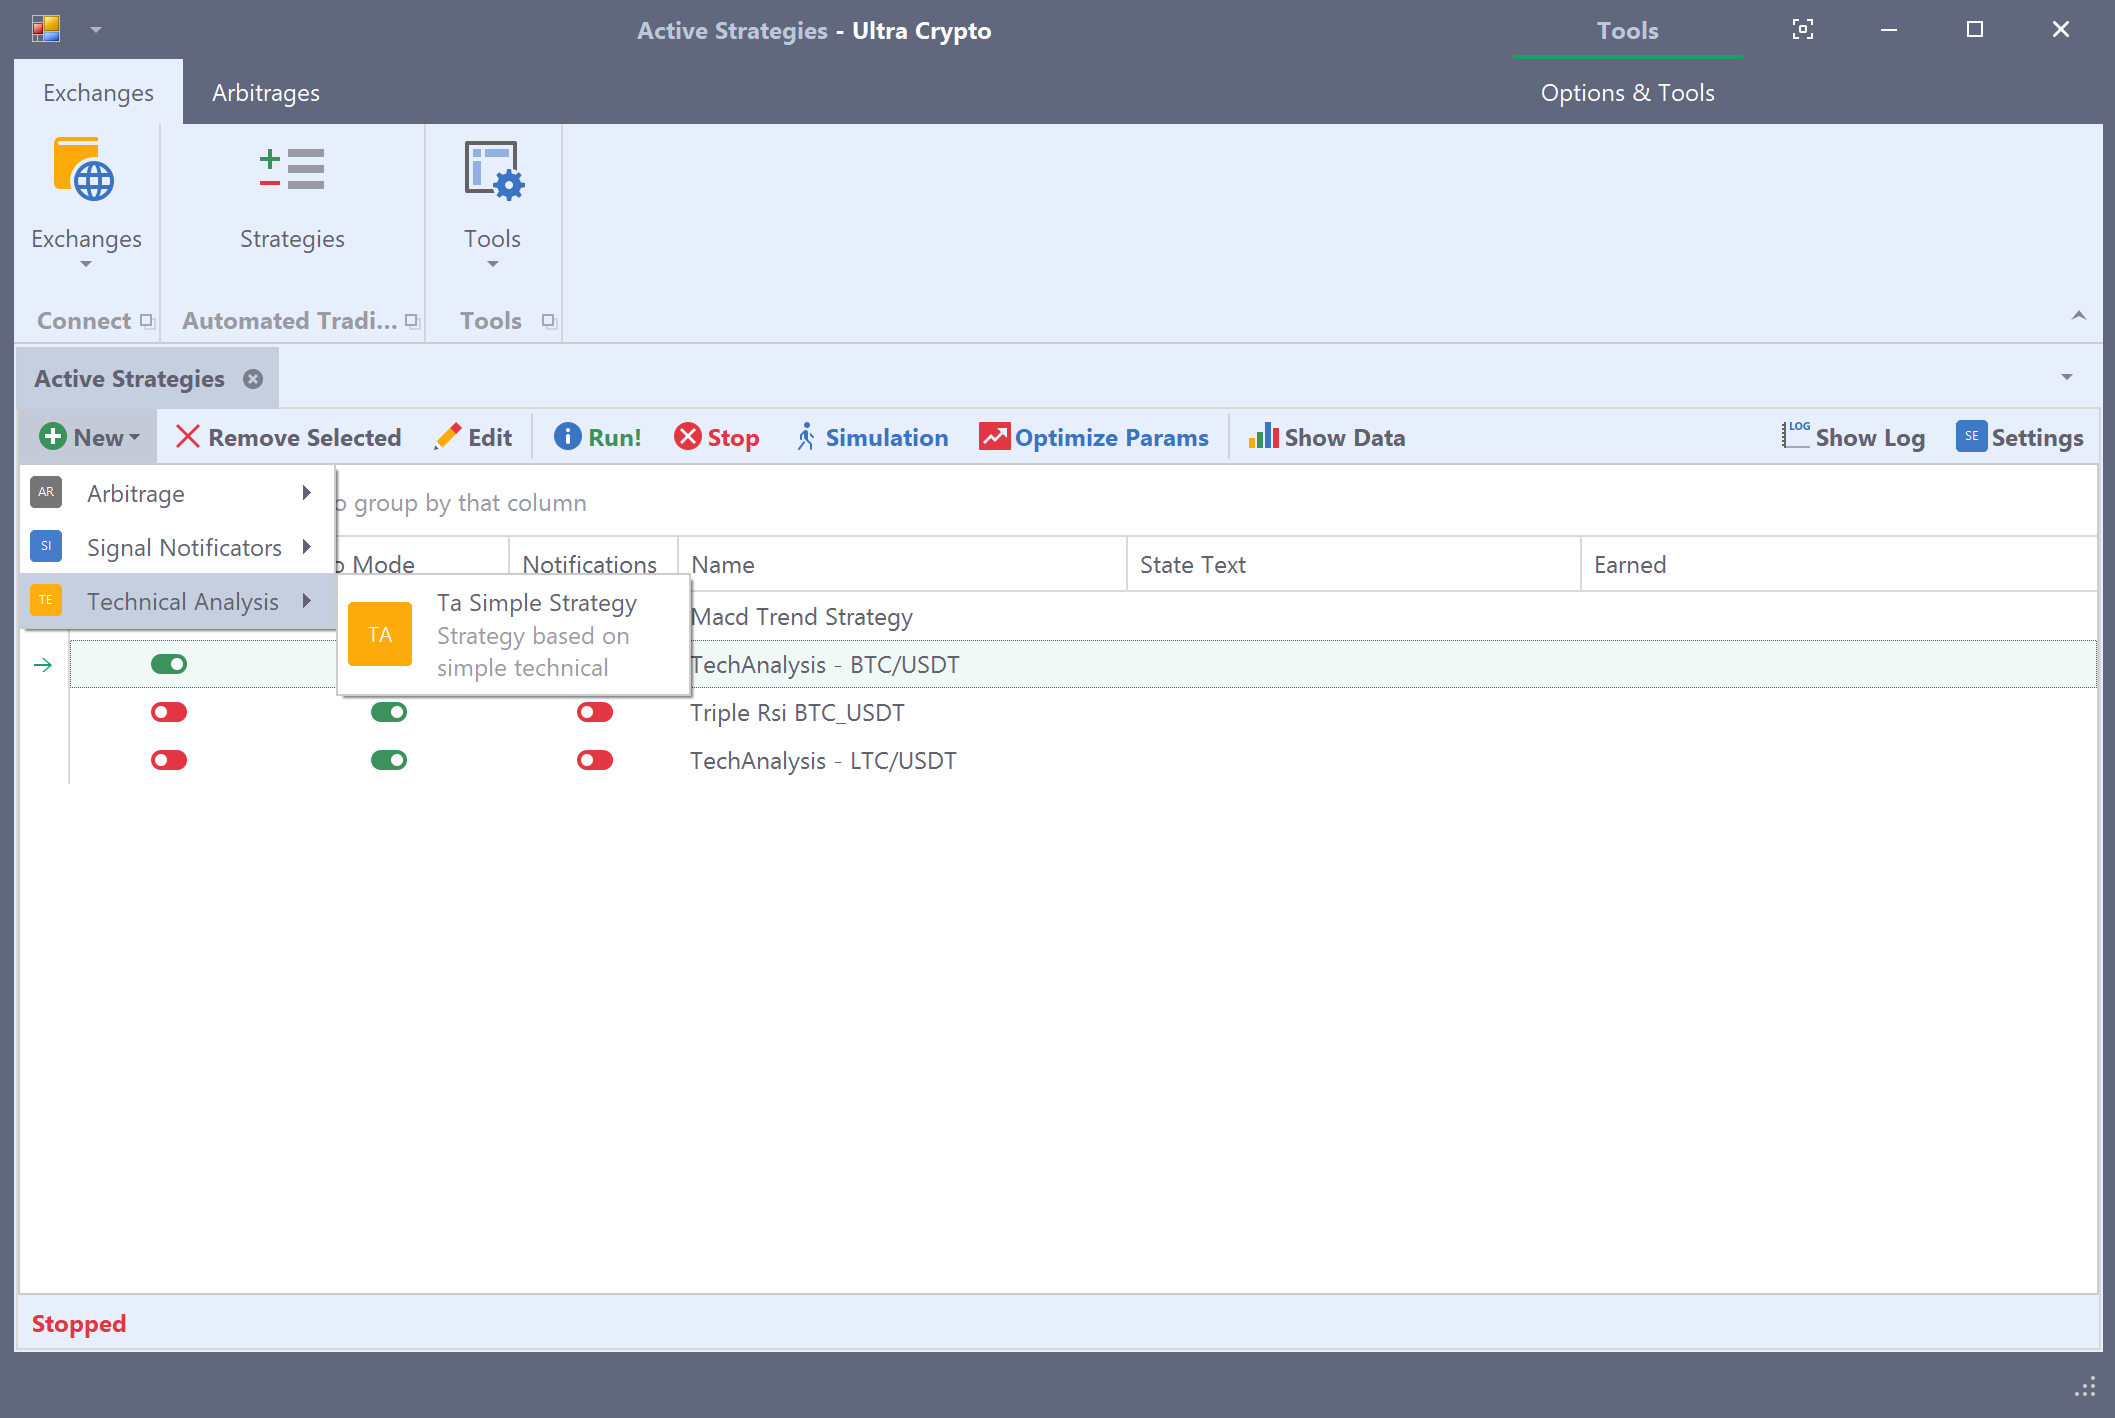 Active Strategies - Ultra Crypto
Tools
Exchanges
Arbitrages
Options & Tools
Exchanges
Strategies
Tools
Connect
Automated Tradi...
Tools
Active Strategies
New
Remove Selected
Edit
Run!
Stop
Simulation
Optimize Params
Show Data
LOG
Show Log
SE
Settings
AR
Arbitrage
group by that column
SI
Signal Notificators
Mode
Notifications
Name
State Text
Earned
TE
Technical Analysis
TA
Ta Simple Strategy
Strategy based on
simple technical
Macd Trend Strategy
TechAnalysis - BTC/USDT
Triple Rsi BTC_USDT
TechAnalysis - LTC/USDT
Stopped